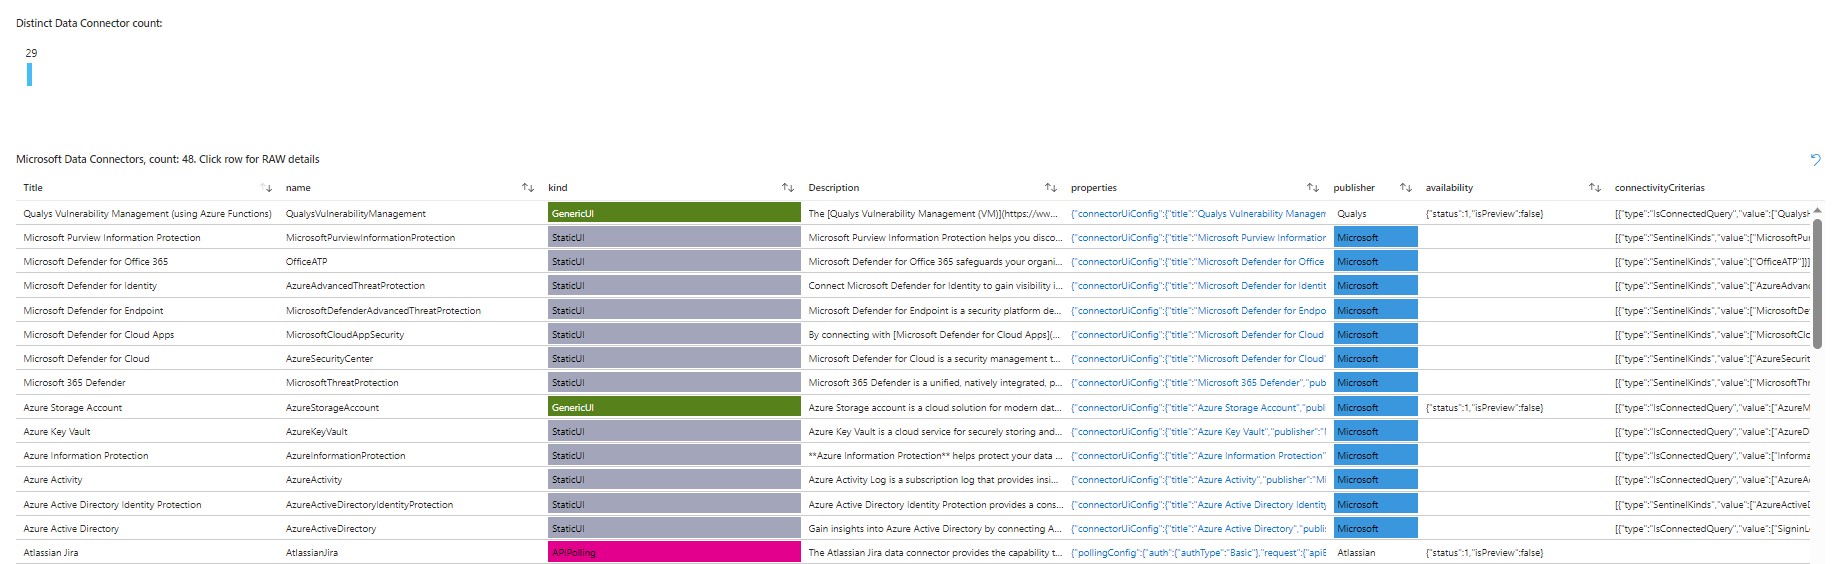 Distinct Data Connector count:
29
Microsoft Data Connectors, count: 48. Click row for RAW details
Title name kind Description properties publisher availability connectivityCriterias
Qualys Vulnerability Management (using Azure Functions) QualysVulnerabilityManagement GenericUI The [Qualys Vulnerability Management (VM)](https://ww... {"connectorUiConfig":{"title":"Qualys Vulnerability Managem Qualys {"status":1,"isPreview":false} [{"type":"IsConnectedQuery","value":["QualysH
Microsoft Purview Information Protection MicrosoftPurviewInformationProtection StaticUI Microsoft Purview Information Protection helps you disco... {"connectorUiConfig":{"title":"Microsoft Purview Information Microsoft [{"type":"SentinelKinds","value":["MicrosoftPur
Microsoft Defender for Office 365 OfficeATP StaticUI Microsoft Defender for Office 365 safeguards your organi... {"connectorUiConfig":{"title":"Microsoft Defender for Office Microsoft [{"type":"SentinelKinds","value":["OfficeATP"]}]
Microsoft Defender for Identity AzureAdvancedThreatProtection StaticUI Connect Microsoft Defender for Identity to gain visibility i... {"connectorUiConfig":{"title":"Microsoft Defender for Identit Microsoft [{"type":"SentinelKinds","value":["AzureAdvanc
Microsoft Defender for Endpoint MicrosoftDefenderAdvancedThreatProtection StaticUI Microsoft Defender for Endpoint is a security platform de... {"connectorUiConfig":{"title":"Microsoft Defender for Endpo Microsoft [{"type":"SentinelKinds","value":["MicrosoftDe
Microsoft Defender for Cloud Apps MicrosoftCloudAppSecurity StaticUI By connecting with [Microsoft Defender for Cloud Apps](... {"connectorUiConfig":{"title":"Microsoft Defender for Cloud Microsoft [{"type":"SentinelKinds","value":["MicrosoftClo
Microsoft Defender for Cloud AzureSecurityCenter StaticUI Microsoft Defender for Cloud is a security management t... {"connectorUiConfig":{"title":"Microsoft Defender for Cloud" Microsoft [{"type":"SentinelKinds","value":["AzureSecurit
Microsoft 365 Defender MicrosoftThreatProtection StaticUI Microsoft 365 Defender is a unified, natively integrated, p... {"connectorUiConfig":{"title":"Microsoft 365 Defender","pub Microsoft [{"type":"SentinelKinds","value":["MicrosoftThr
Azure Storage Account AzureStorageAccount GenericUI Azure Storage account is a cloud solution for modern dat... {"connectorUiConfig":{"title":"Azure Storage Account","publ Microsoft {"status":1,"isPreview":false} [{"type":"IsConnectedQuery","value":["AzureM
Azure Key Vault AzureKeyVault StaticUI Azure Key Vault is a cloud service for securely storing and... {"connectorUiConfig":{"title":"Azure Key Vault","publisher":" Microsoft [{"type":"IsConnectedQuery","value":["AzureD
Azure Information Protection AzureInformationProtection StaticUI **Azure Information Protection** helps protect your data ... {"connectorUiConfig":{"title":"Azure Information Protection" Microsoft [{"type":"IsConnectedQuery","value":["Informa
Azure Activity AzureActivity StaticUI Azure Activity Log is a subscription log that provides insi... {"connectorUiConfig":{"title":"Azure Activity","publisher":"Mi Microsoft [{"type":"IsConnectedQuery","value":["AzureA
Azure Active Directory Identity Protection AzureActiveDirectoryIdentityProtection StaticUI Azure Active Directory Identity Protection provides a cons... {"connectorUiConfig":{"title":"Azure Active Directory Identity Microsoft [{"type":"SentinelKinds","value":["AzureActiveD
Azure Active Directory AzureActiveDirectory StaticUI Gain insights into Azure Active Directory by connecting A... {"connectorUiConfig":{"title":"Azure Active Directory","publis Microsoft [{"type":"IsConnectedQuery","value":["SigninL
Atlassian Jira AtlassianJira APIPolling The Atlassian Jira data connector provides the capability t... {"pollingConfig":{"auth":{"authType":"Basic"},"request":{"apiE Atlassian {"status":1,"isPreview":false}